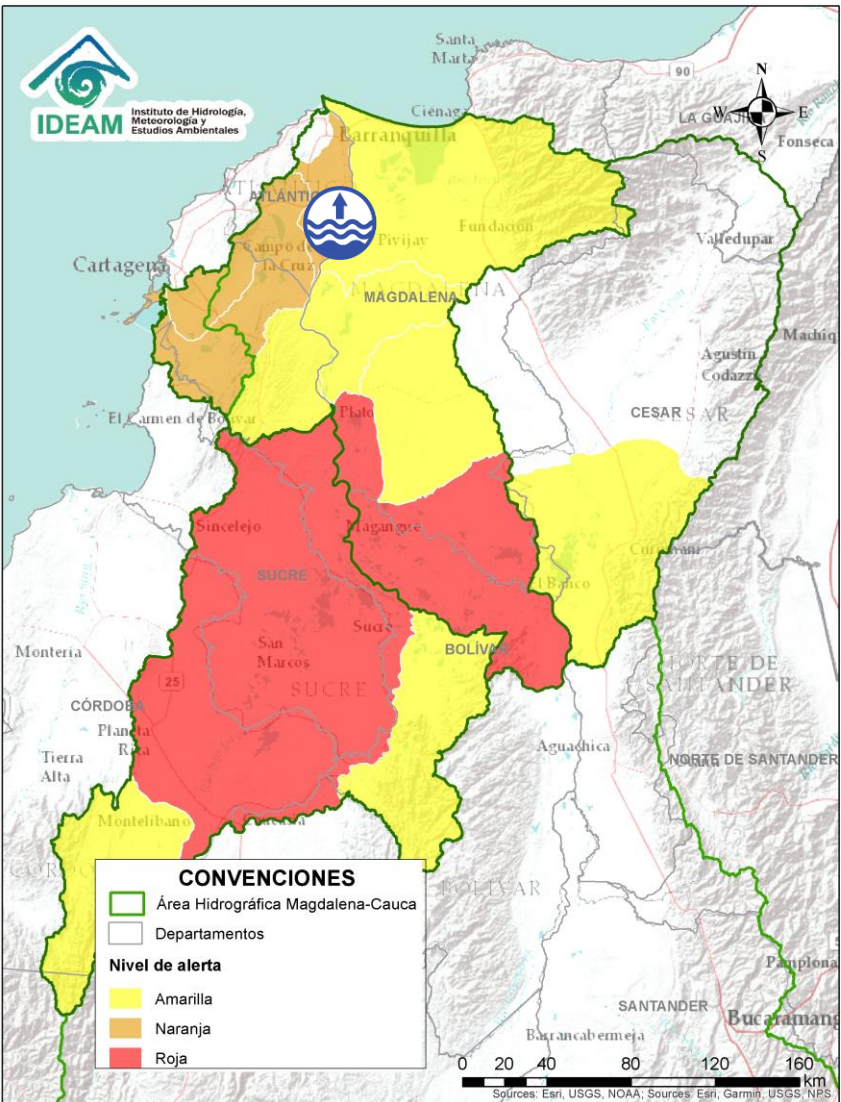 IDEAM
Instituto de Hidrología,
Meteorología y
Estudios Ambientales
Santa
Marta
90
N
W
E
S
LA GUAJI
Ciénaga
Barranquilla
Fonseca
ATLÁNTIC
Fundación
Pivijay
Valledupar
Campo de
la Cruz
Cartagena
MAGDALENA
MAGDALENA
Agustín
Codazzi
Machiq
CESAR
CESAR
El Carmen de Bolívar
Plato
Sincelejo
Magangué
El Banco
SUCRE
Sucre
San
Marcos
BOLÍVAR
SUCRE
Montería
25
NORTE DE
SANTANDER
CÓRDOBA
Planeta
Rica
Tierra
Alta
Aguachica
NORTE DE SANTANDER
Montelíbano
BOLÍVAR
CONVENCIONES
Área Hidrográfica Magdalena-Cauca
Departamentos
Nivel de alerta
Amarilla
Naranja
Roja
Pamplona
SANTANDER
Bucaramang
Barrancabermeja
0 20 40 80 120 160
km
Sources: Esri, USGS, NOAA; Sources: Esri, Garmin, USGS, NPS